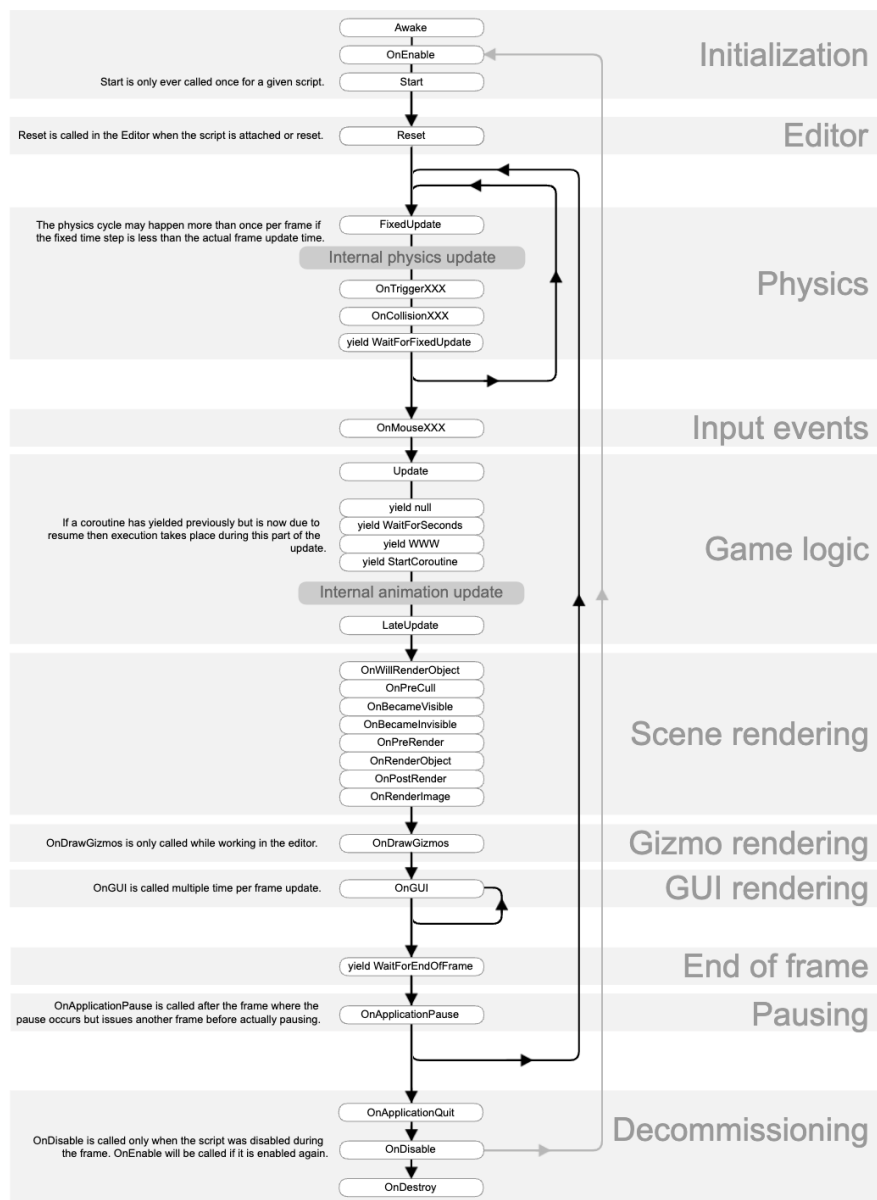 Awake
OnEnable
Initialization
Start is only ever called once for a given script.
Start
Reset is called in the Editor when the script is attached or reset.
Reset
Editor
The physics cycle may happen more than once per frame if
the fixed time step is less than the actual frame update time.
FixedUpdate
Internal physics update
OnTriggerXXX
Physics
OnCollisionXXX
yield WaitForFixedUpdate
OnMouseXXX
Input events
Update
yield null
If a coroutine has yielded previously but is now due to
resume then execution takes place during this part of the
update.
yield WaitForSeconds
yield WWW
yield StartCoroutine
Game logic
Internal animation update
LateUpdate
OnWillRenderObject
OnPreCull
OnBecameVisible
OnBecameInvisible
OnPreRender
OnRenderObject
OnPostRender
OnRenderImage
Scene rendering
OnDrawGizmos is only called while working in the editor.
OnDrawGizmos
Gizmo rendering
OnGUI is called multiple time per frame update.
OnGUI
GUI rendering
yield WaitForEndOfFrame
End of frame
OnApplicationPause is called after the frame where the
pause occurs but issues another frame before actually pausing.
OnApplicationPause
Pausing
OnApplicationQuit
OnDisable is called only when the script was disabled during
the frame. OnEnable will be called if it is enabled again.
OnDisable
Decommissioning
OnDestroy